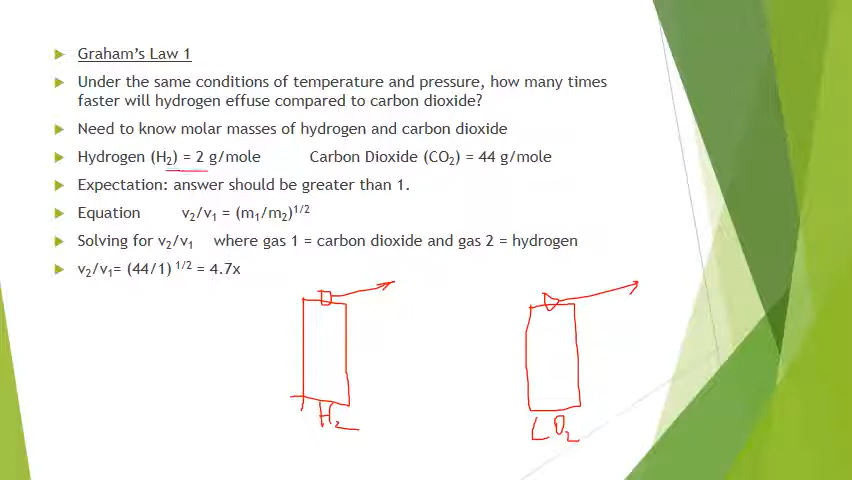 Graham's Law 1
Under the same conditions of temperature and pressure, how many times
faster will hydrogen effuse compared to carbon dioxide?
Need to know molar masses of hydrogen and carbon dioxide
Hydrogen (H₂) = 2 g/mole Carbon Dioxide (CO₂) = 44 g/mole
Expectation: answer should be greater than 1.
Equation v₂/v₁ = (m₁/m₂)¹/²
Solving for v₂/v₁ where gas 1 = carbon dioxide and gas 2 = hydrogen
v₂/v₁= (44/1) ¹/² = 4.7x
H₂ CO₂